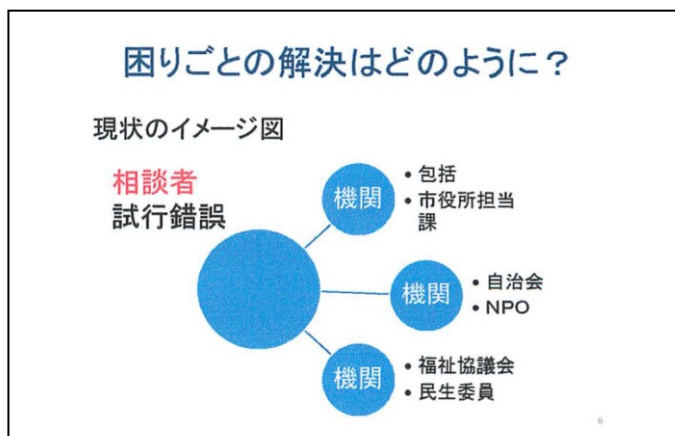 困りごとの解決はどのように？
現状のイメージ図
相談者
試行錯誤
機関
• 包括
• 市役所担当
課
機関
• 自治会
• NPO
機関
• 福祉協議会
• 民生委員
6